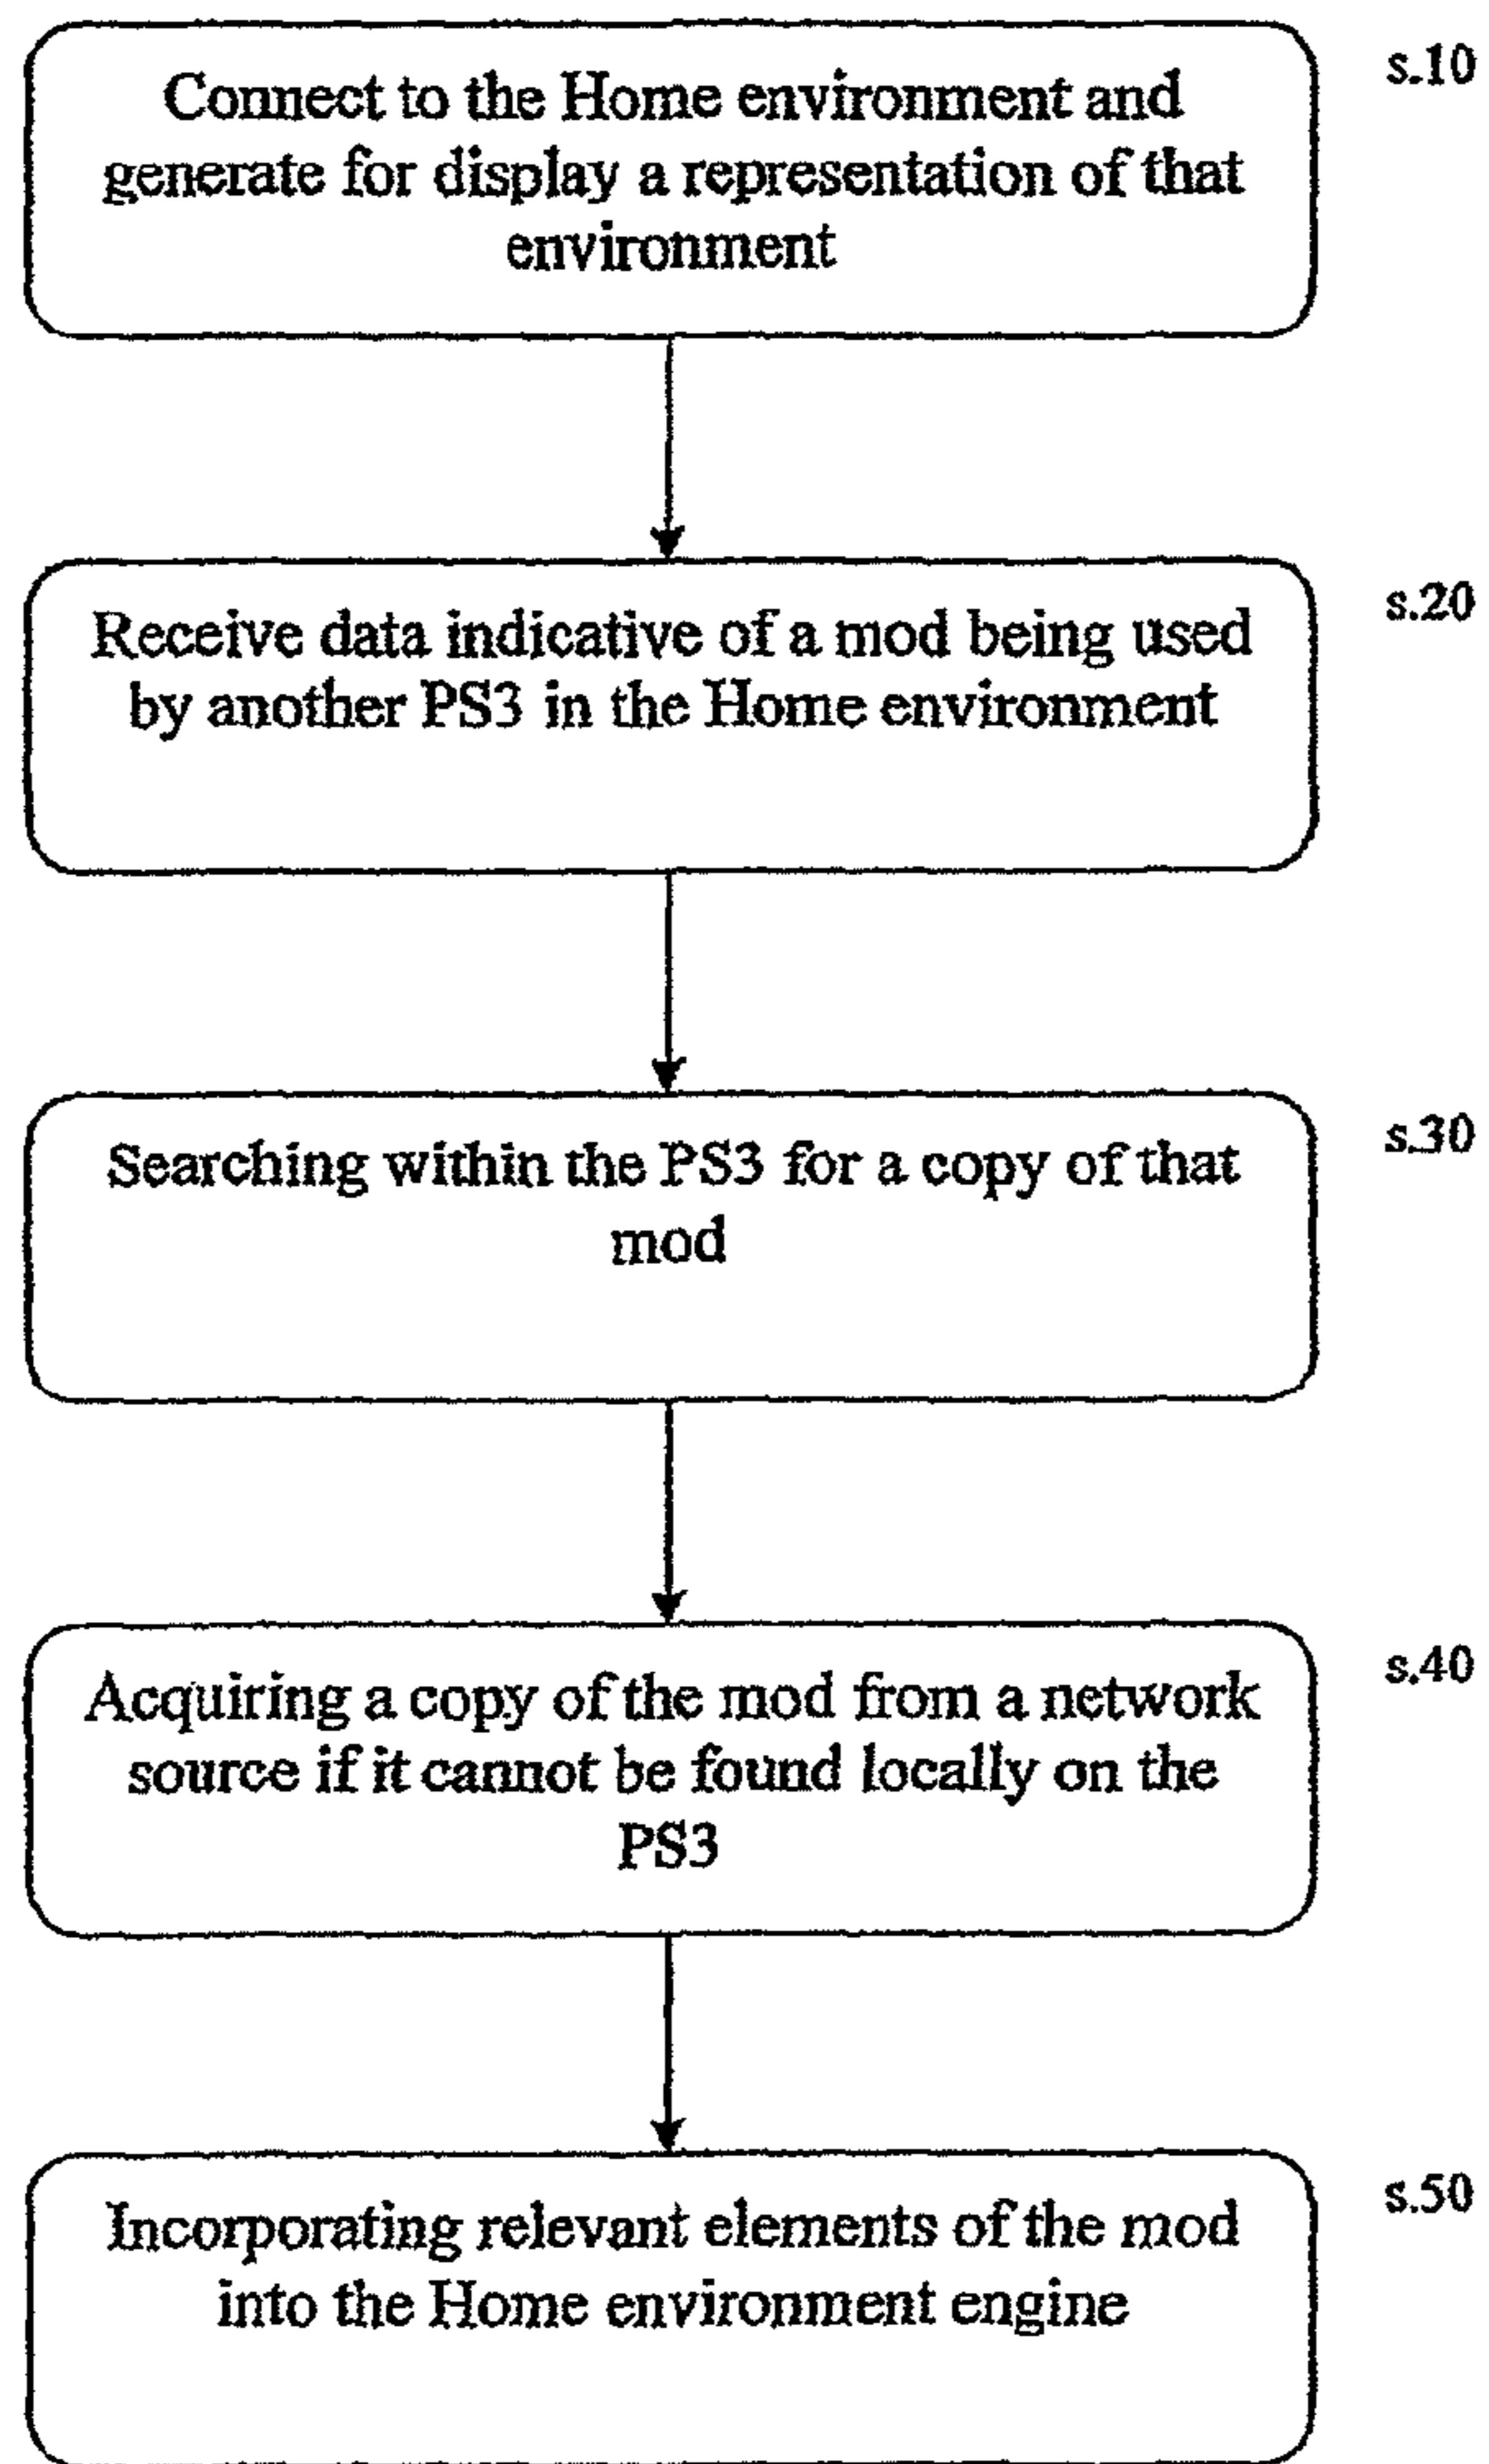 s.10
Connect to the Home environment and
generate for display a representation of that
environment
s.20
Receive data indicative of a mod being used
by another PS3 in the Home environment
s.30
Searching within the PS3 for a copy of that
mod
s.40
Acquiring a copy of the mod from a network
source if it cannot be found locally on the
PS3
s.50
Incorporating relevant elements of the mod
into the Home environment engine